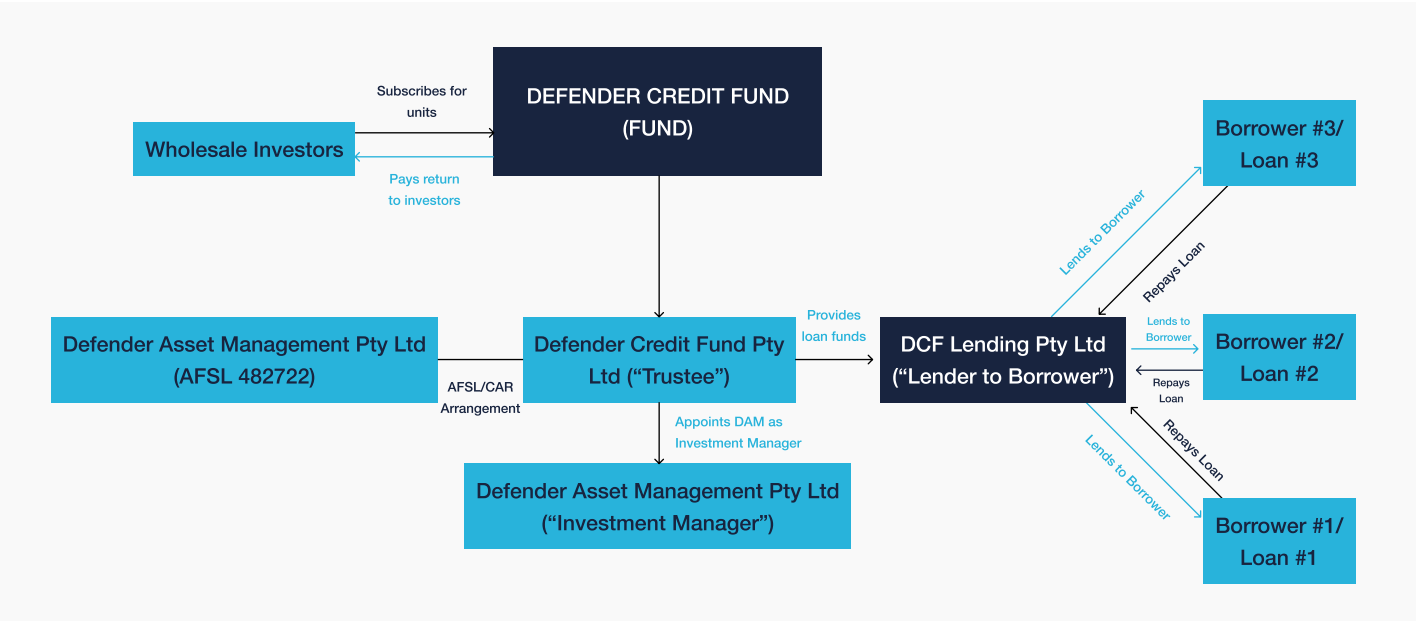 Subscribes for
units
DEFENDER CREDIT FUND
(FUND)
Wholesale Investors
Pays return
to investors
Borrower #3/
Loan #3
Lends to Borrower
Repays Loan
Defender Asset Management Pty Ltd
(AFSL 482722)
AFSL/CAR
Arrangement
Defender Credit Fund Pty
Ltd (“Trustee”)
Provides
loan funds
DCF Lending Pty Ltd
(“Lender to Borrower”)
Lends to
Borrower
Repays
Loan
Borrower #2/
Loan #2
Appoints DAM as
Investment Manager
Defender Asset Management Pty Ltd
(“Investment Manager”)
Repays Loan
Lends to Borrower
Borrower #1/
Loan #1